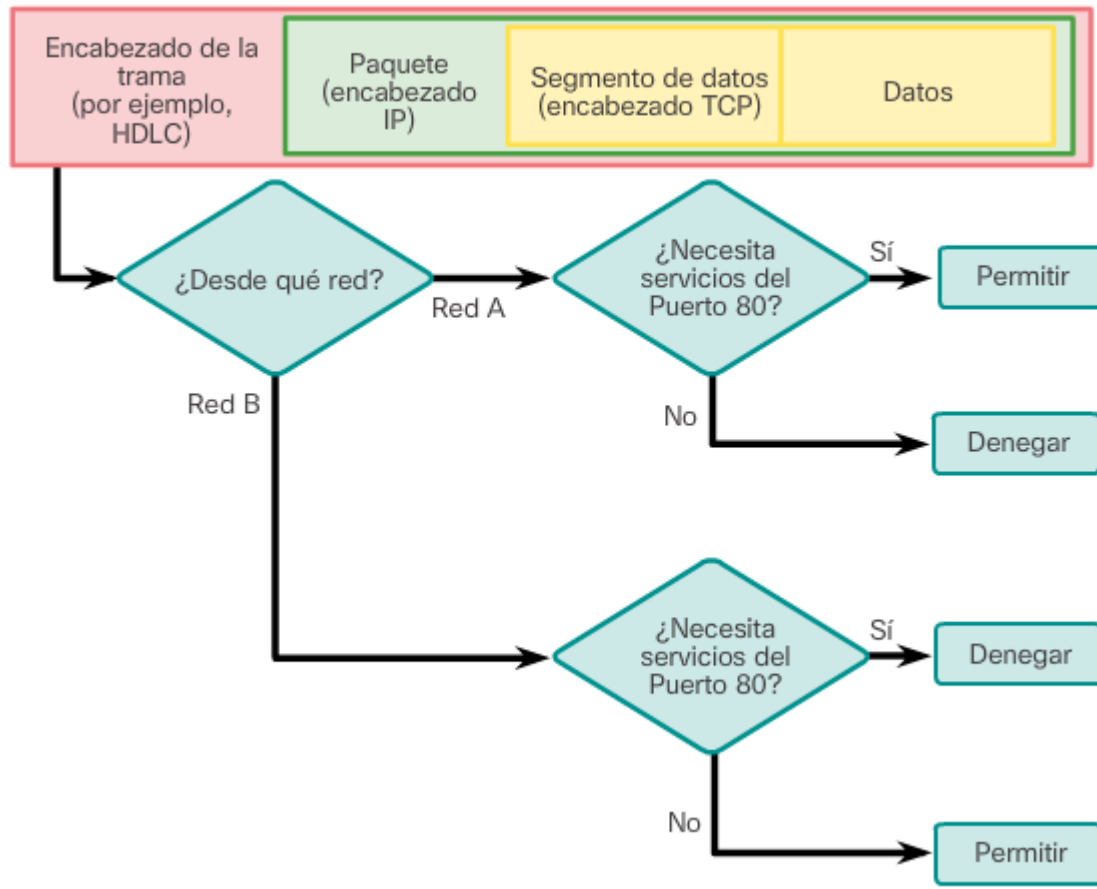 Encabezado de la
trama
(por ejemplo,
HDLC)
Paquete
(encabezado
IP)
Segmento de datos
(encabezado TCP)
Datos
¿Desde qué red?
Red A
¿Necesita
servicios del
Puerto 80?
Sí
Permitir
No
Denegar
Red B
¿Necesita
servicios del
Puerto 80?
Sí
Denegar
No
Permitir